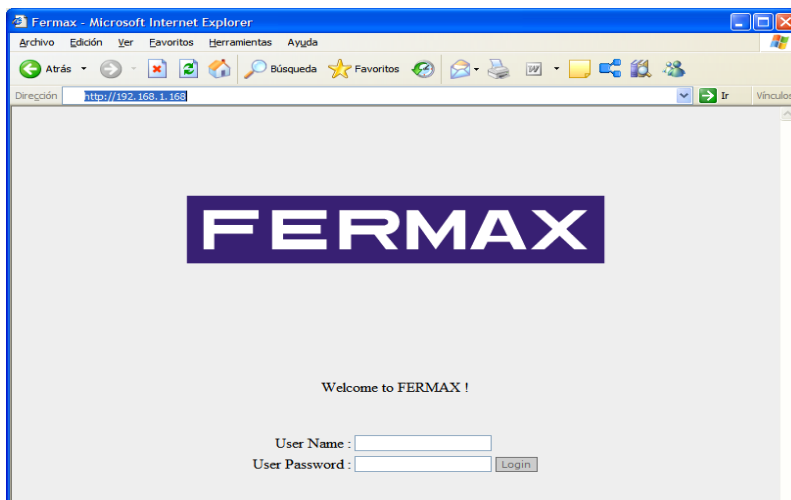 Fermax - Microsoft Internet Explorer
Archivo Edición Ver Favoritos Herramientas Ayuda
Atrás Búsqueda Favoritos W
Dirección http://192.168.1.168 Ir Vínculos
FERMAX
Welcome to FERMAX !
User Name :
User Password : Login